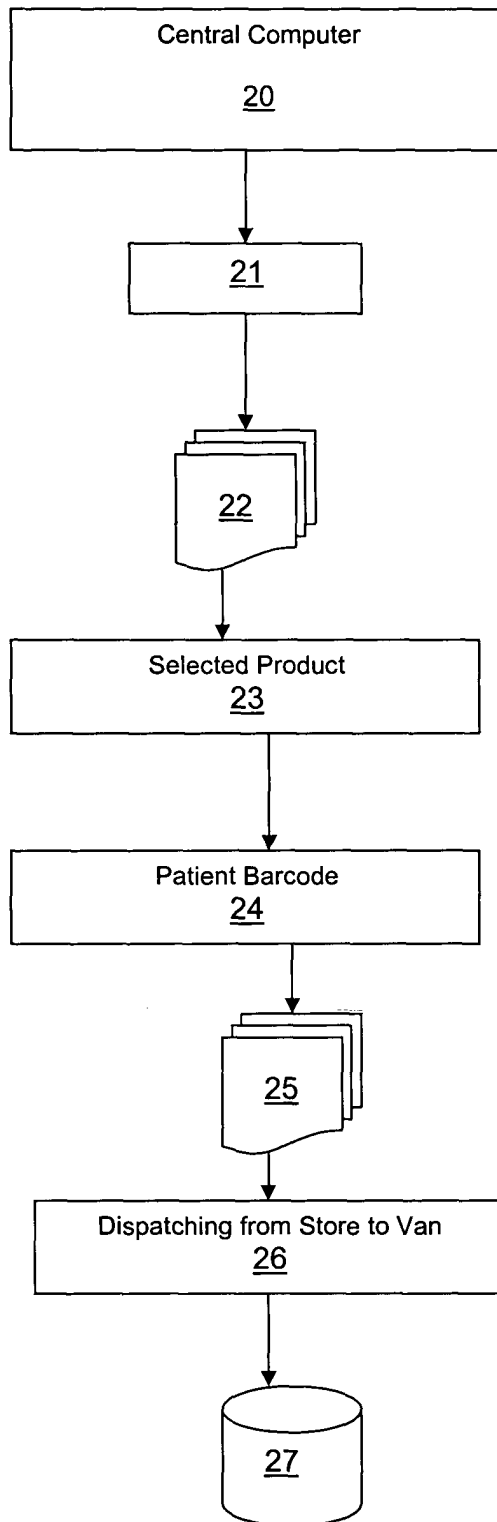 Central Computer
20
21
22
Selected Product
23
Patient Barcode
24
25
Dispatching from Store to Van
26
27